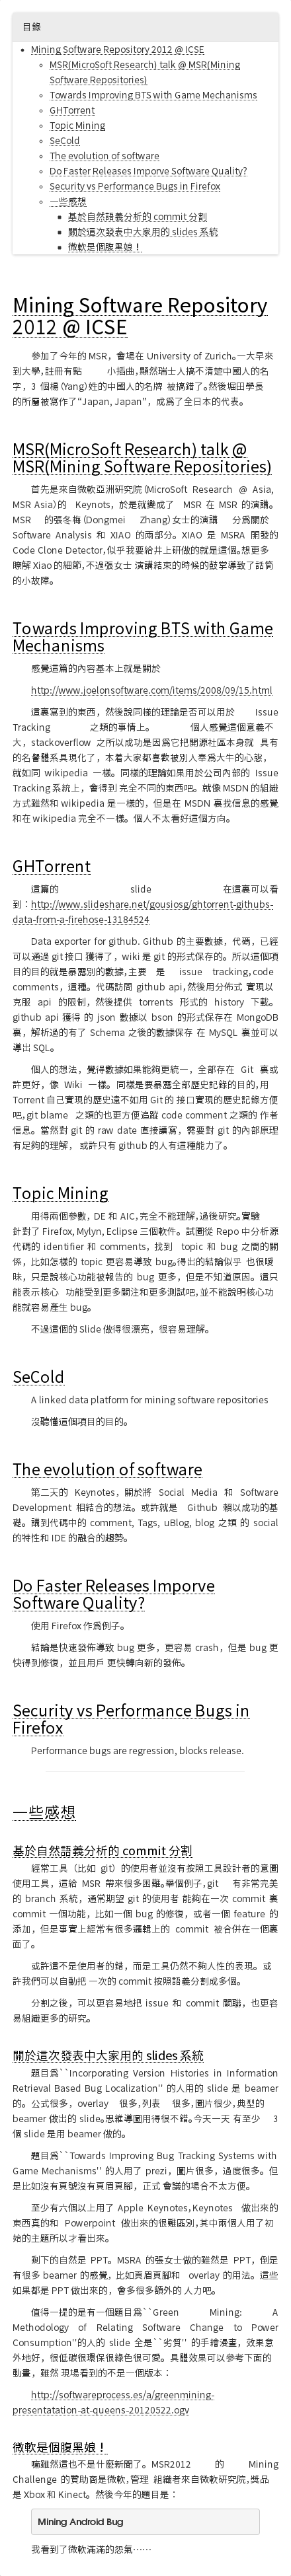 目錄
Mining Software Repository 2012 @ ICSE
MSR(MicroSoft Research) talk @ MSR(Mining
Software Repositories)
Towards Improving BTS with Game Mechanisms
GHTorrent
Topic Mining
SeCold
The evolution of software
Do Faster Releases Imporve Software Quality?
Security vs Performance Bugs in Firefox
一些感想
基於自然語義分析的 commit 分割
關於這次發表中大家用的 slides 系統
微軟是個腹黑娘！
Mining Software Repository
2012 @ ICSE
參加了今年的 MSR，會場在 University of Zurich。一大早來
到大學，註冊有點 小插曲，顯然瑞士人搞不清楚中國人的名
字，3 個楊（Yang）姓的中國人的名牌 被搞錯了。然後堀田學長
的所屬被寫作了“Japan, Japan”，成爲了全日本的代表。
MSR(MicroSoft Research) talk @
MSR(Mining Software Repositories)
首先是來自微軟亞洲研究院（MicroSoft Research @ Asia,
MSR Asia）的 Keynotes，於是就變成了 MSR 在 MSR 的演講。
MSR 的張冬梅（Dongmei Zhang）女士的演講 分爲關於
Software Analysis 和 XIAO 的兩部分。XIAO 是 MSRA 開發的
Code Clone Detector，似乎我要給井上研做的就是這個。想更多
瞭解 Xiao 的細節，不過張女士 演講結束的時候的鼓掌導致了話筒
的小故障。
Towards Improving BTS with Game
Mechanisms
感覺這篇的內容基本上就是關於
http://www.joelonsoftware.com/items/2008/09/15.html
這裏寫到的東西，然後說同樣的理論是否可以用於 Issue
Tracking 之類的事情上。 個人感覺這個意義不
大，stackoverflow 之所以成功是因爲它把開源社區本身就 具有
的名譽體系具現化了，本着大家都喜歡被別人奉爲大牛的心態，
就如同 wikipedia 一樣。同樣的理論如果用於公司內部的 Issue
Tracking 系統上，會得到 完全不同的東西吧。就像 MSDN 的組織
方式雖然和 wikipedia 是一樣的，但是在 MSDN 裏找信息的感覺
和在 wikipedia 完全不一樣。個人不太看好這個方向。
GHTorrent
這篇的 slide 在這裏可以看
到：http://www.slideshare.net/gousiosg/ghtorrent-githubs-
data-from-a-firehose-13184524
Data exporter for github. Github 的主要數據，代碼，已經
可以通過 git 接口 獲得了，wiki 是 git 的形式保存的。所以這個項
目的目的就是暴露別的數據，主要 是 issue tracking，code
comments，這種。代碼訪問 github api，然後用分佈式 實現以
克服 api 的限制，然後提供 torrents 形式的 history 下載。
github api 獲得 的 json 數據以 bson 的形式保存在 MongoDB
裏，解析過的有了 Schema 之後的數據保存 在 MySQL 裏並可以
導出 SQL。
個人的想法，覺得數據如果能夠更統一，全部存在 Git 裏或
許更好，像 Wiki 一樣。同樣是要暴露全部歷史記錄的目的，用
Torrent 自己實現的歷史遠不如用 Git 的 接口實現的歷史記錄方便
吧，git blame 之類的也更方便追蹤 code comment 之類的 作者
信息。當然對 git 的 raw date 直接讀寫，需要對 git 的內部原理
有足夠的理解， 或許只有 github 的人有這種能力了。
Topic Mining
用得兩個參數，DE 和 AIC，完全不能理解，過後研究。實驗
針對了 Firefox, Mylyn, Eclipse 三個軟件。 試圖從 Repo 中分析源
代碼的 identifier 和 comments，找到 topic 和 bug 之間的關
係，比如怎樣的 topic 更容易導致 bug。得出的結論似乎 也很曖
昧，只是說核心功能被報告的 bug 更多，但是不知道原因。這只
能表示核心 功能受到更多關注和更多測試吧，並不能說明核心功
能就容易產生 bug。
不過這個的 Slide 做得很漂亮，很容易理解。
SeCold
A linked data platform for mining software repositories
沒聽懂這個項目的目的。
The evolution of software
第二天的 Keynotes，關於將 Social Media 和 Software
Development 相結合的想法。或許就是 Github 賴以成功的基
礎。講到代碼中的 comment, Tags, uBlog, blog 之類 的 social
的特性和 IDE 的融合的趨勢。
Do Faster Releases Imporve
Software Quality?
使用 Firefox 作爲例子。
結論是快速發佈導致 bug 更多，更容易 crash，但是 bug 更
快得到修復，並且用戶 更快轉向新的發佈。
Security vs Performance Bugs in
Firefox
Performance bugs are regression, blocks release.
一些感想
基於自然語義分析的 commit 分割
經常工具（比如 git）的使用者並沒有按照工具設計者的意圖
使用工具，這給 MSR 帶來很多困難。舉個例子，git 有非常完美
的 branch 系統，通常期望 git 的使用者 能夠在一次 commit 裏
commit 一個功能，比如一個 bug 的修復，或者一個 feature 的
添加，但是事實上經常有很多邏輯上的 commit 被合併在一個裏
面了。
或許這不是使用者的錯，而是工具仍然不夠人性的表現。或
許我們可以自動把 一次的 commit 按照語義分割成多個。
分割之後，可以更容易地把 issue 和 commit 關聯，也更容
易組織更多的研究。
關於這次發表中大家用的 slides 系統
題目爲``Incorporating Version Histories in Information
Retrieval Based Bug Localization'' 的人用的 slide 是 beamer
的。公式很多，overlay 很多，列表 很多，圖片很少，典型的
beamer 做出的 slide。思維導圖用得很不錯。今天一天 有至少 3
個 slide 是用 beamer 做的。
題目爲``Towards Improving Bug Tracking Systems with
Game Mechanisms'' 的人用了 prezi，圖片很多，過度很多。但
是比如沒有頁號沒有頁眉頁腳，正式 會議的場合不太方便。
至少有六個以上用了 Apple Keynotes，Keynotes 做出來的
東西真的和 Powerpoint 做出來的很難區別，其中兩個人用了初
始的主題所以才看出來。
剩下的自然是 PPT。MSRA 的張女士做的雖然是 PPT，倒是
有很多 beamer 的感覺，比如頁眉頁腳和 overlay 的用法。這些
如果都是 PPT 做出來的，會多很多額外的 人力吧。
值得一提的是有一個題目爲``Green Mining: A
Methodology of Relating Software Change to Power
Consumption''的人的 slide 全是``劣質'' 的手繪漫畫，效果意
外地好，很低碳很環保很綠色很可愛。具體效果可以參考下面的
動畫，雖然 現場看到的不是一個版本：
http://softwareprocess.es/a/greenmining-
presentatation-at-queens-20120522.ogv
微軟是個腹黑娘！
嘛雖然這也不是什麼新聞了。MSR2012 的 Mining
Challenge 的贊助商是微軟，管理 組織者來自微軟研究院，獎品
是 Xbox 和 Kinect。然後今年的題目是：
Mining Android Bug
我看到了微軟滿滿的怨氣……